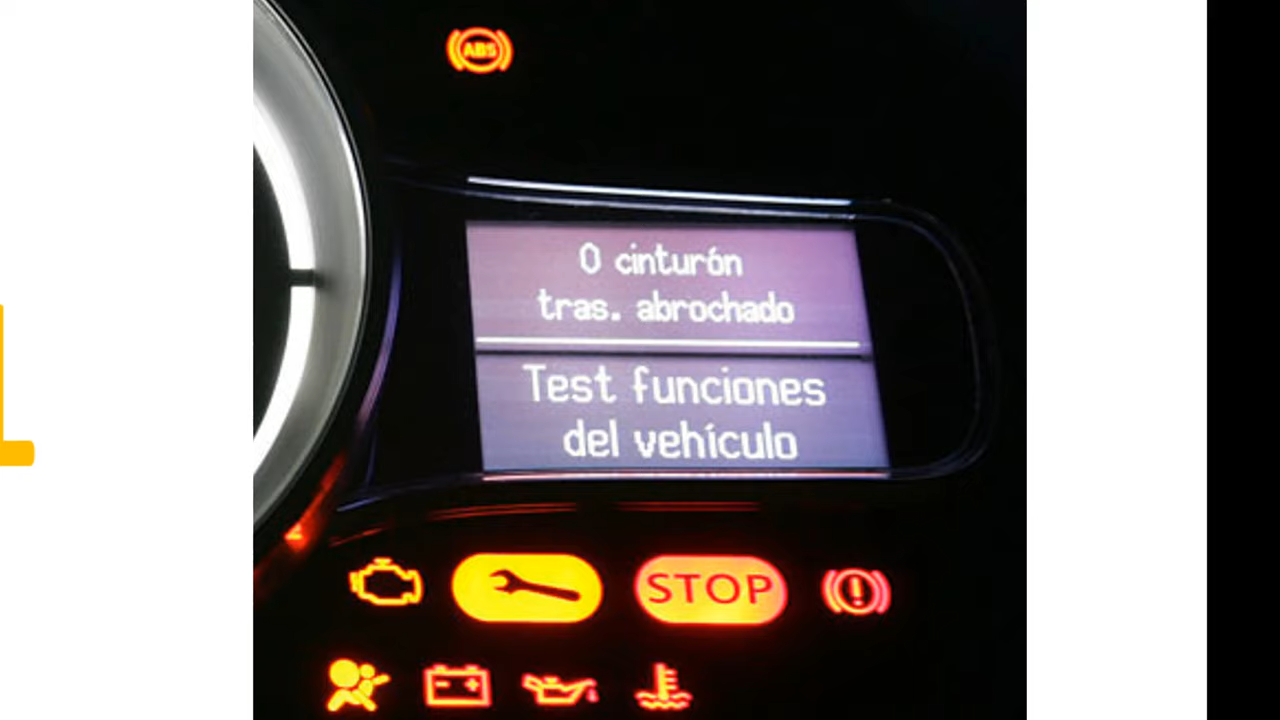 ABS
0 cinturón
tras. abrochado
Test funciones
del vehículo
STOP